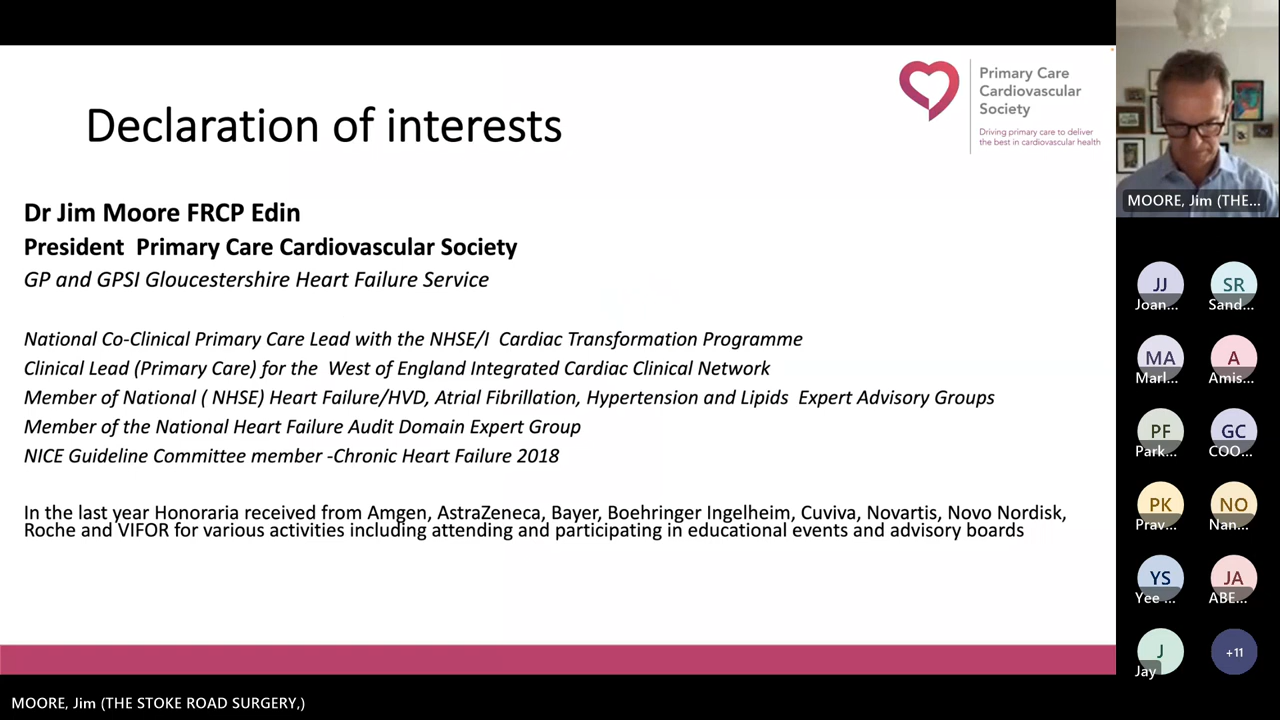 Declaration of interests
Primary Care
Cardiovascular
Society
Driving primary care to deliver
the best in cardiovascular health
Dr Jim Moore FRCP Edin
President  Primary Care Cardiovascular Society
GP and GPSI Gloucestershire Heart Failure Service
National Co-Clinical Primary Care Lead with the NHSE/I  Cardiac Transformation Programme
Clinical Lead (Primary Care) for the  West of England Integrated Cardiac Clinical Network
Member of National ( NHSE) Heart Failure/HVD, Atrial Fibrillation, Hypertension and Lipids  Expert Advisory Groups
Member of the National Heart Failure Audit Domain Expert Group
NICE Guideline Committee member -Chronic Heart Failure 2018
In the last year Honoraria received from Amgen, AstraZeneca, Bayer, Boehringer Ingelheim, Cuviva, Novartis, Novo Nordisk,
Roche and VIFOR for various activities including attending and participating in educational events and advisory boards
MOORE, Jim (THE...
JJ
Joan...
SR
Sand...
MA
Marl...
A
Amis...
PF
Park...
GC
COO...
PK
Prav...
NO
Nan...
YS
Yee ...
JA
ABE...
J
Jay
+11
MOORE, Jim (THE STOKE ROAD SURGERY,)